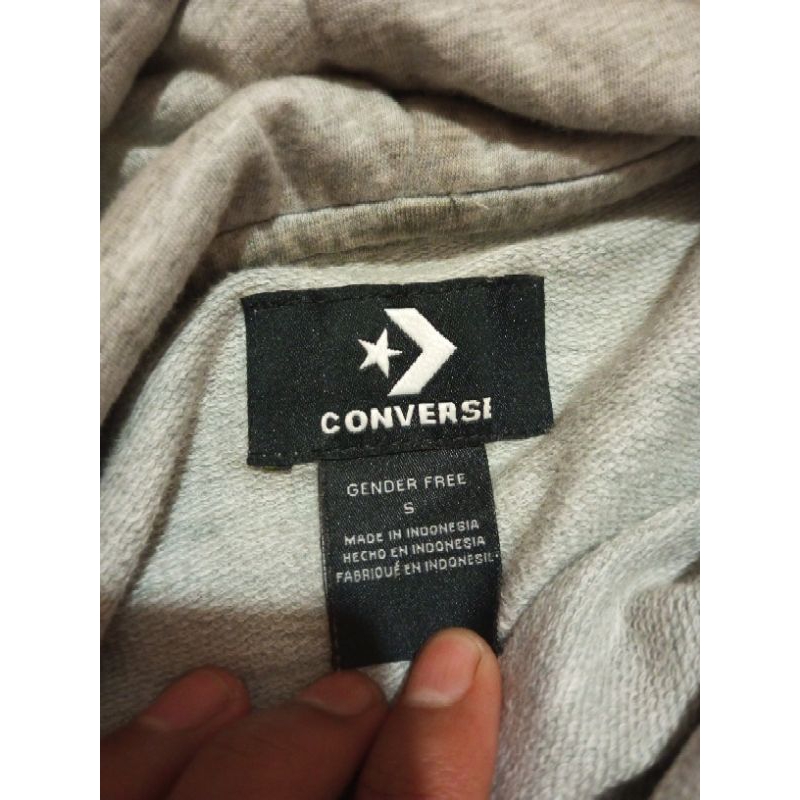 CONVERSE
GENDER FREE
S
MADE IN INDONESIA
HECHO EN INDONESIA
FABRIQUÉ EN INDONESIE